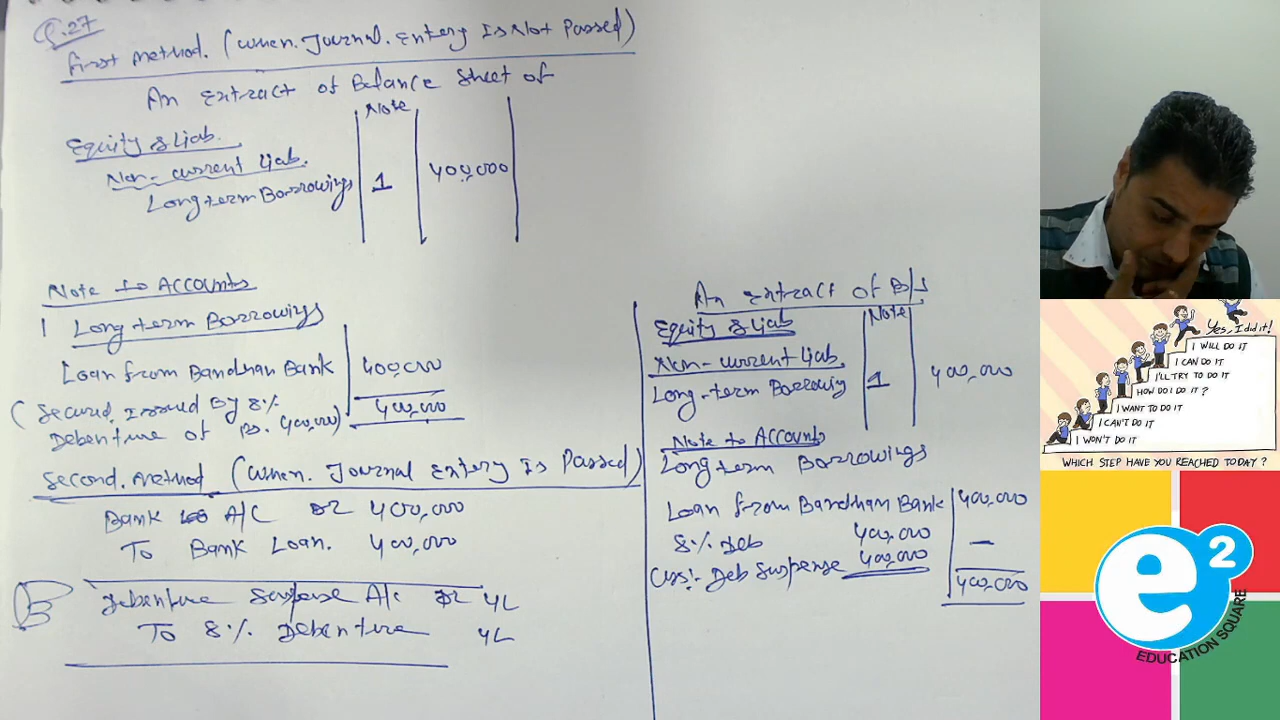 Q.27
First Method. (When. Journal. Entery Is Not Passed)
An Extract of Balance Sheet of
Note
Equity & Liab.
Non-current Liab.
Long term Borrowings 1 400,000
Note to Accounts
1 Long term Borrowings
Loan from Bandhan Bank 400,000
(Secured, Issued By 8% 400,000
Debenture of Rs. 400,000)
Second. Method (When. Journal Entery Is Passed)
Bank A/C Dr 400,000
To Bank Loan. 400,000
Debenture Suspense A/c Dr 4L
To 8% Debenture 4L
An Extract of B/S
Note
Equity & Liab
Non-current Liab.
Long-term Borrowing 1 400,000
Note to Accounts
Long term Borrowings
Loan from Bandhan Bank 400,000
8% Deb 400,000 —
Less:- Deb Suspense 400,000
400,000
Yes, I did it!
I WILL DO IT
I CAN DO IT
I'LL TRY TO DO IT
HOW DO I DO IT ?
I WANT TO DO IT
I CAN'T DO IT
I WON'T DO IT
WHICH STEP HAVE YOU REACHED TODAY ?
e2
EDUCATION SQUARE